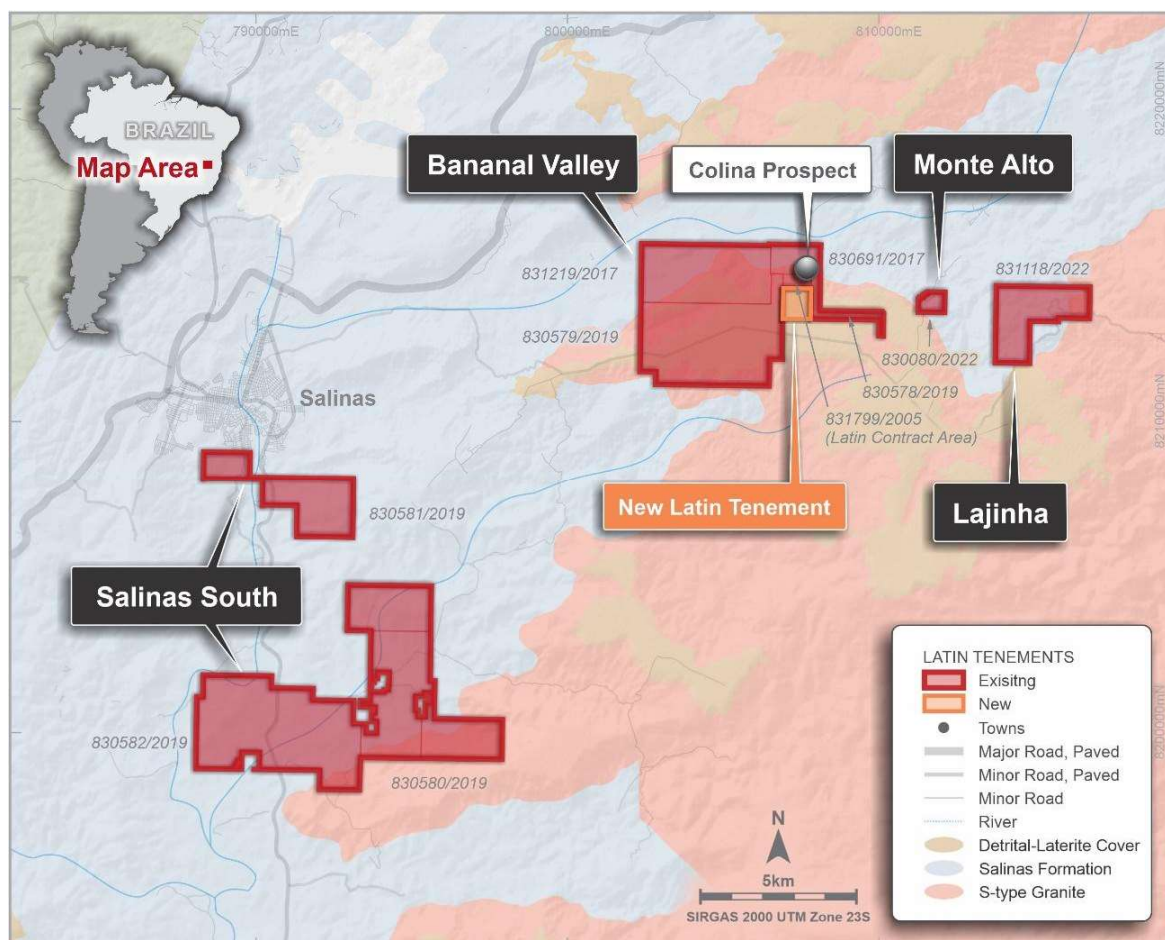 790000mE
800000mE
810000mE
8220000mN
BRAZIL
Map Area
Bananal Valley
Colina Prospect
Monte Alto
831219/2017
830691/2017
831118/2022
830579/2019
830080/2022
830578/2019
831799/2005
(Latin Contract Area)
8210000mN
Salinas
New Latin Tenement
Lajinha
830581/2019
Salinas South
830582/2019
830580/2019
8200000mN
LATIN TENEMENTS
Exisitng
New
Towns
Major Road, Paved
Minor Road, Paved
Minor Road
River
Detrital-Laterite Cover
Salinas Formation
S-type Granite
N
5km
SIRGAS 2000 UTM Zone 23S